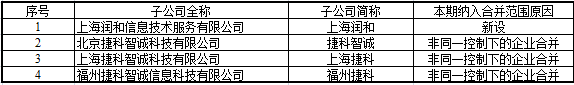 序号 子公司全称 子公司简称 本期纳入合并范围原因
1 上海润和信息技术服务有限公司 上海润和 新设
2 北京捷科智诚科技有限公司 捷科智诚 非同一控制下的企业合并
3 上海捷科智诚科技有限公司 上海捷科 非同一控制下的企业合并
4 福州捷科智诚信息科技有限公司 福州捷科 非同一控制下的企业合并